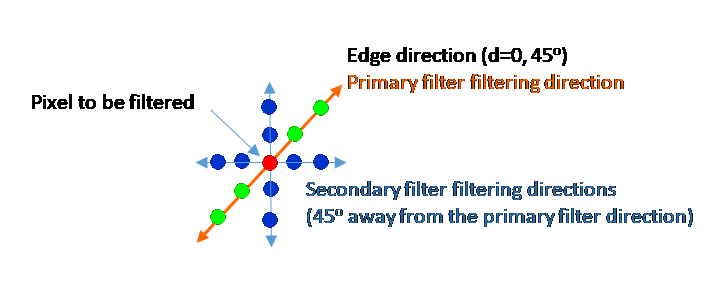 Edge direction (d=0, 45º)
Primary filter filtering direction
Pixel to be filtered
Secondary filter filtering directions
(45º away from the primary filter direction)